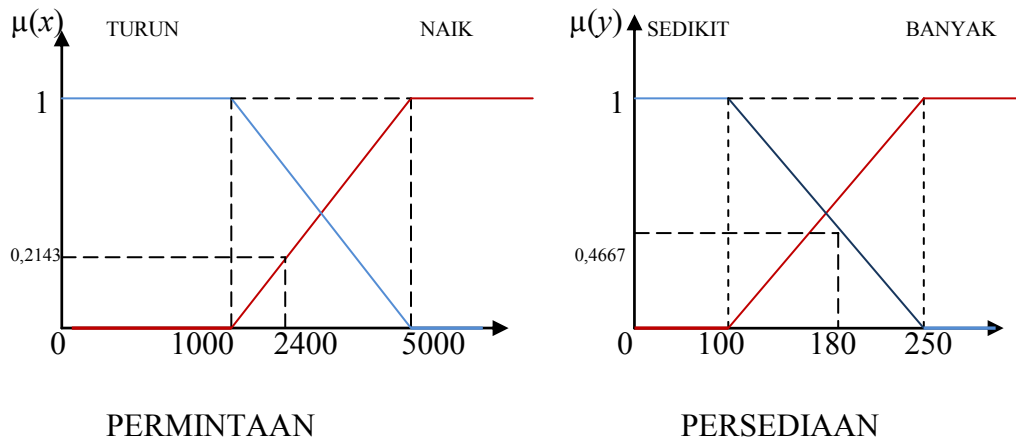 μ(x) TURUN NAIK
1
0,2143
0 1000 2400 5000
PERMINTAAN
μ(y) SEDIKIT BANYAK
1
0,4667
0 100 180 250
PERSEDIAAN